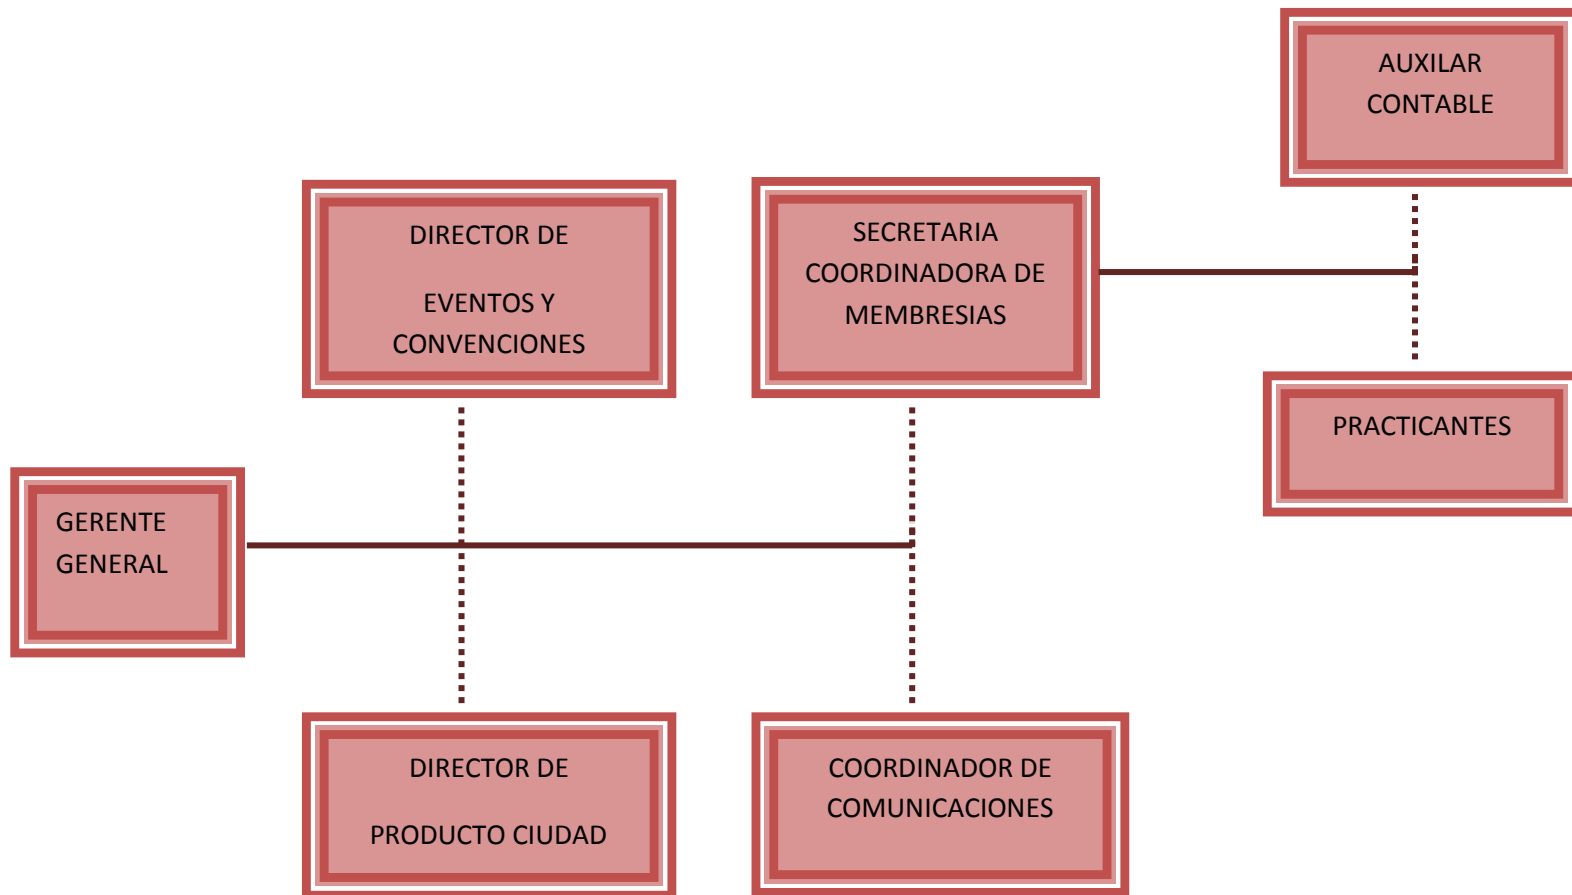 AUXILAR
CONTABLE
DIRECTOR DE
EVENTOS Y
CONVENCIONES
SECRETARIA
COORDINADORA DE
MEMBRESIAS
PRACTICANTES
GERENTE
GENERAL
DIRECTOR DE
PRODUCTO CIUDAD
COORDINADOR DE
COMUNICACIONES